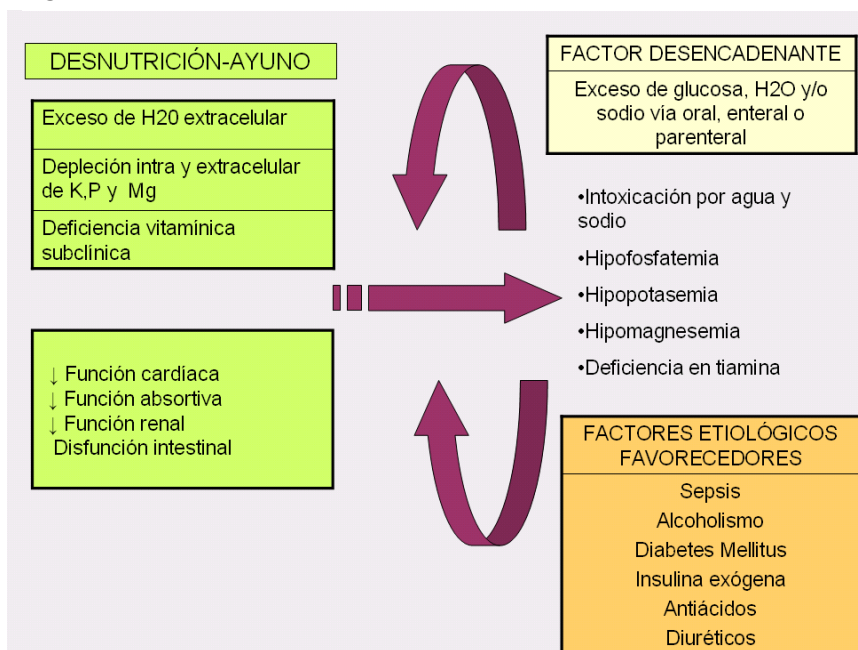 DESNUTRICIÓN-AYUNO
Exceso de H20 extracelular
Depleción intra y extracelular
de K,P y Mg
Deficiencia vitamínica
subclínica
↓ Función cardíaca
↓ Función absortiva
↓ Función renal
Disfunción intestinal
FACTOR DESENCADENANTE
Exceso de glucosa, H2O y/o
sodio vía oral, enteral o
parenteral
•Intoxicación por agua y
sodio
•Hipofosfatemia
•Hipopotasemia
•Hipomagnesemia
•Deficiencia en tiamina
FACTORES ETIOLÓGICOS
FAVORECEDORES
Sepsis
Alcoholismo
Diabetes Mellitus
Insulina exógena
Antiácidos
Diuréticos